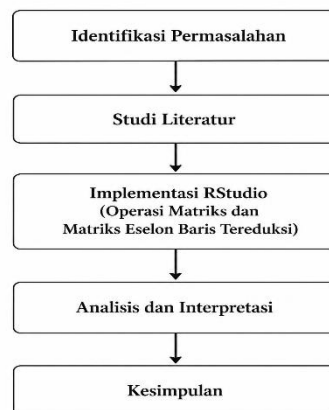 Identifikasi Permasalahan
Studi Literatur
Implementasi RStudio
(Operasi Matriks dan
Matriks Eselon Baris Tereduksi)
Analisis dan Interpretasi
Kesimpulan